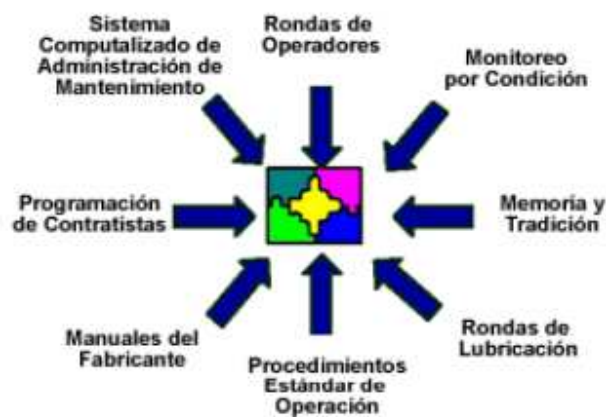 Sistema
Computalizado de
Administración de
Mantenimiento
Rondas de
Operadores
Monitoreo
por Condición
Programación
de Contratistas
Memoria y
Tradición
Manuales del
Fabricante
Procedimientos
Estándar de
Operación
Rondas de
Lubricación